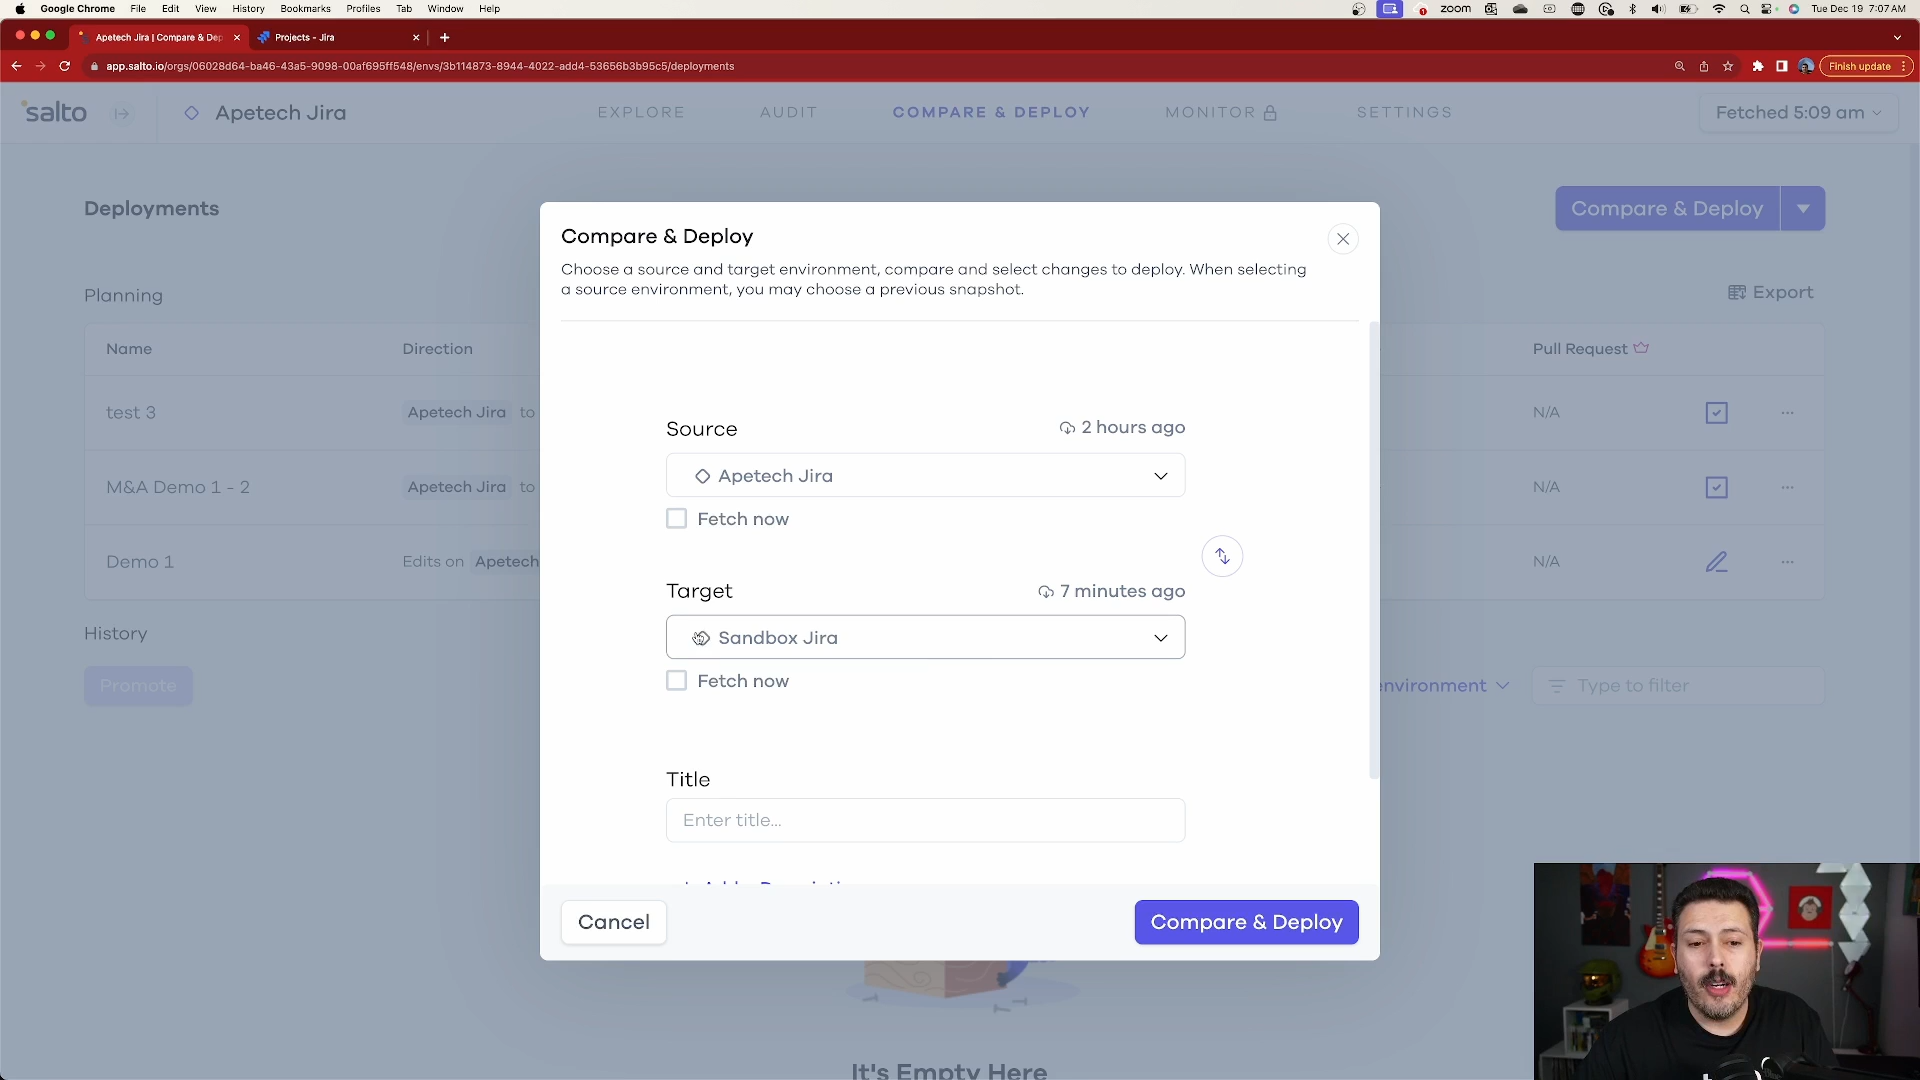 Google Chrome File Edit View History Bookmarks Profiles Tab Window Help
zoom Tue Dec 19 7:07 AM
Apetech Jira | Compare & Dep Projects - Jira
app.salto.io/orgs/06028d64-ba46-43a5-9098-00af695ff548/envs/3b114873-8944-4022-add4-53656b3b95c5/deployments
Finish update
salto Apetech Jira EXPLORE AUDIT COMPARE & DEPLOY MONITOR SETTINGS Fetched 5:09 am
Deployments
Compare & Deploy
Planning
Export
Name Direction Pull Request
test 3 Apetech Jira to N/A
M&A Demo 1 - 2 Apetech Jira to N/A
Demo 1 Edits on Apetech N/A
History
Promote
environment Type to filter
Compare & Deploy
Choose a source and target environment, compare and select changes to deploy. When selecting
a source environment, you may choose a previous snapshot.
Source 2 hours ago
Apetech Jira
Fetch now
Target 7 minutes ago
Sandbox Jira
Fetch now
Title
Enter title...
Cancel Compare & Deploy
It's Empty Here